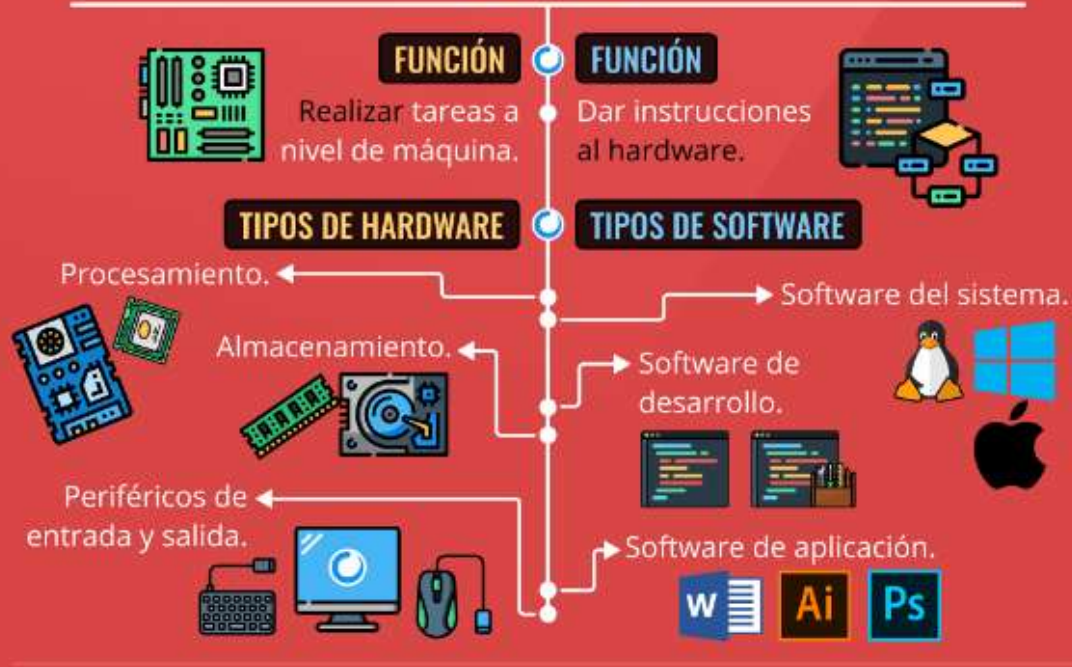 FUNCIÓN
Realizar tareas a
nivel de máquina.
FUNCIÓN
Dar instrucciones
al hardware.
TIPOS DE HARDWARE
TIPOS DE SOFTWARE
Procesamiento.
Software del sistema.
Almacenamiento.
Software de
desarrollo.
Periféricos de
entrada y salida.
Software de aplicación.
W
Ai
Ps